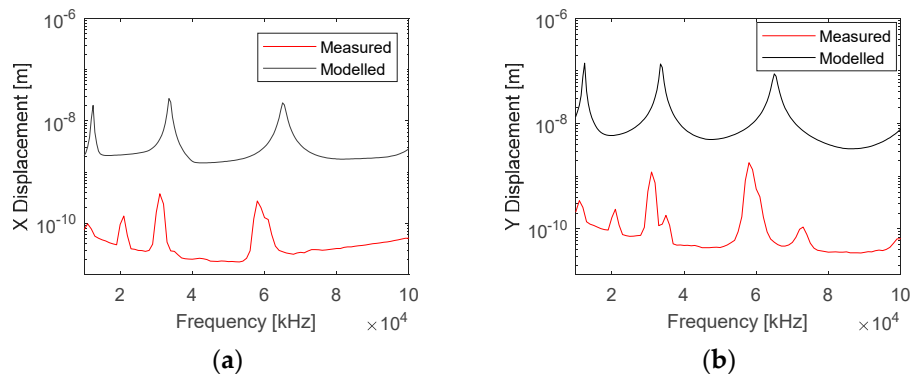 10^-6
Measured
Modelled
X Displacement [m]
10^-8
10^-10
2 4 6 8 10
Frequency [kHz]
×10^4
(a)
10^-6
Measured
Modelled
Y Displacement [m]
10^-8
10^-10
2 4 6 8 10
Frequency [kHz]
×10^4
(b)